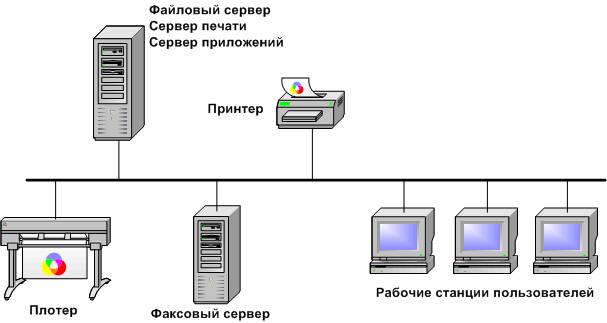 Файловый сервер
Сервер печати
Сервер приложений
Принтер
Плотер
Факсовый сервер
Рабочие станции пользователей